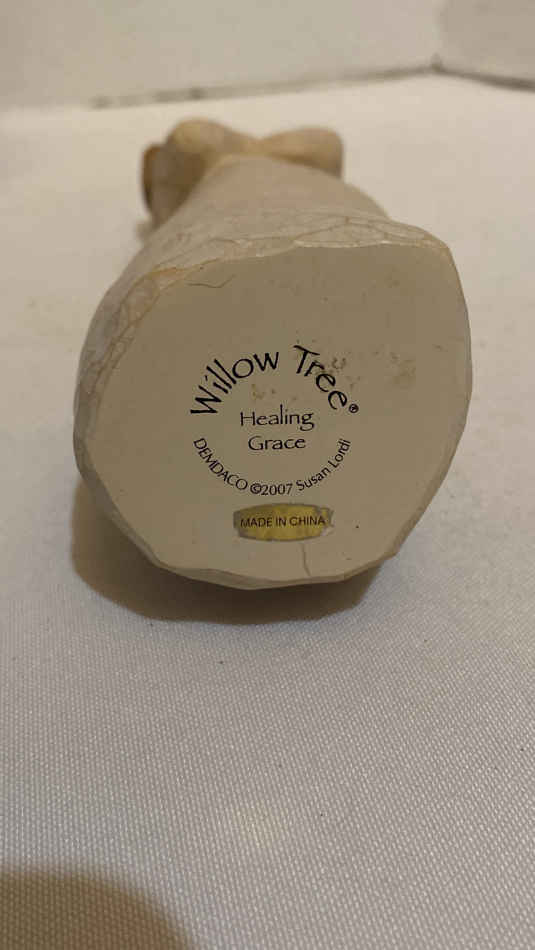 Willow Tree®
Healing
Grace
DEMDACO ©2007 Susan Lordi
MADE IN CHINA